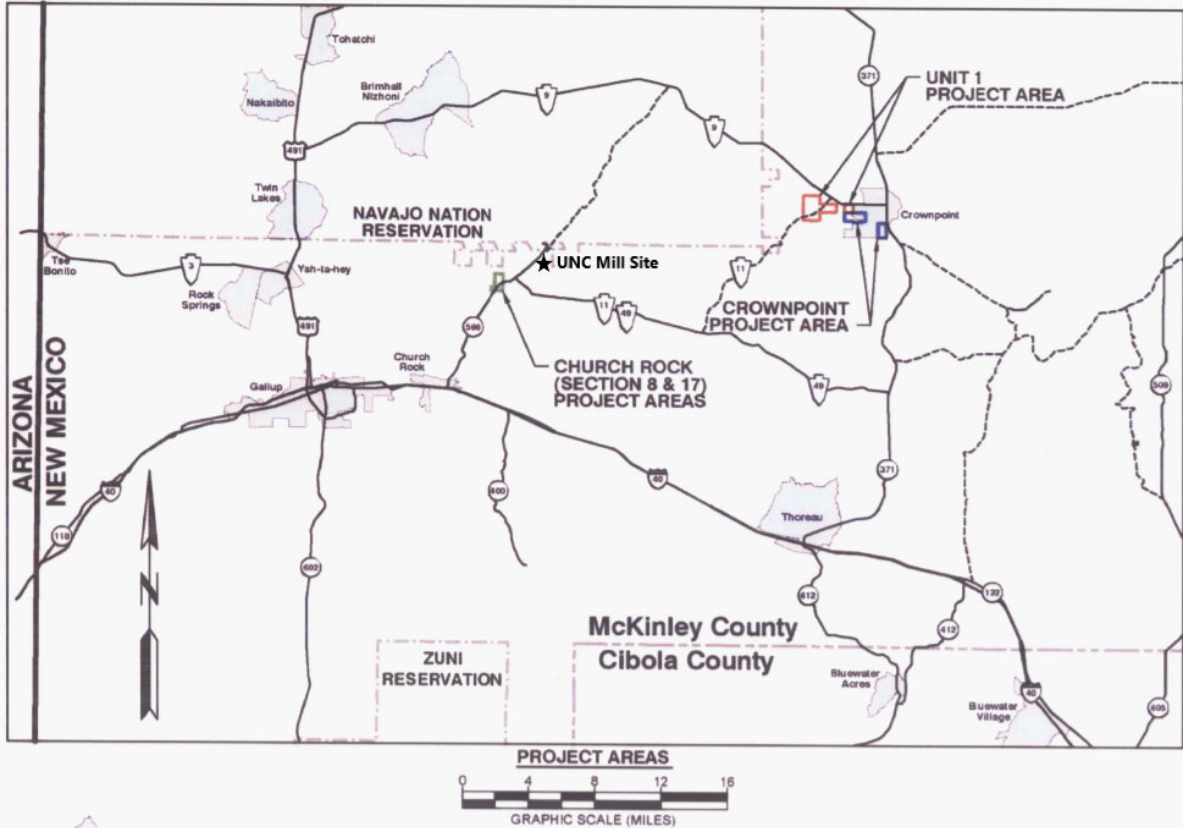 Tohatchi
Nakaibito
Brimhall
Nizhoni
9
371
UNIT 1
PROJECT AREA
9
491
Twin
Lakes
NAVAJO NATION
RESERVATION
Crownpoint
Tse
Bonito
3
Yah-ta-hey
Rock
Springs
UNC Mill Site
11
11
49
CROWNPOINT
PROJECT AREA
491
566
Church
Rock
Gallup
CHURCH ROCK
(SECTION 8 & 17)
PROJECT AREAS
49
509
ARIZONA
NEW MEXICO
40
118
N
400
40
371
Thoreau
602
612
122
412
McKinley County
Cibola County
ZUNI
RESERVATION
Bluewater
Acres
Bluewater
Village
40
605
PROJECT AREAS
0 4 8 12 16
GRAPHIC SCALE (MILES)